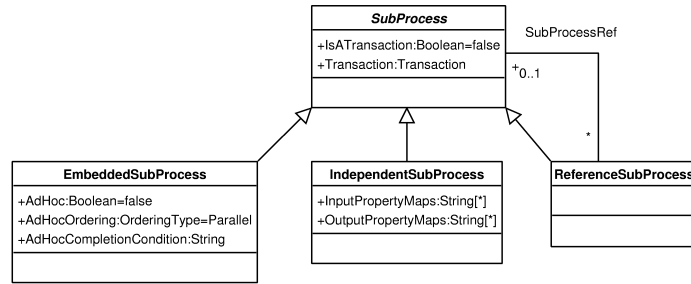 SubProcess
+IsATransaction:Boolean=false
+Transaction:Transaction
SubProcessRef
+0..1
*
EmbeddedSubProcess
+AdHoc:Boolean=false
+AdHocOrdering:OrderingType=Parallel
+AdHocCompletionCondition:String
IndependentSubProcess
+InputPropertyMaps:String[*]
+OutputPropertyMaps:String[*]
ReferenceSubProcess